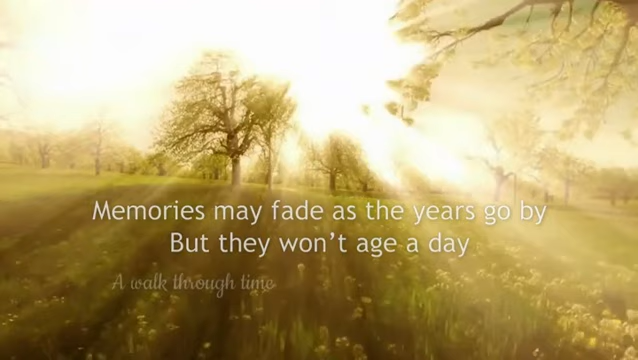 Memories may fade as the years go by
But they won't age a day
A walk through time